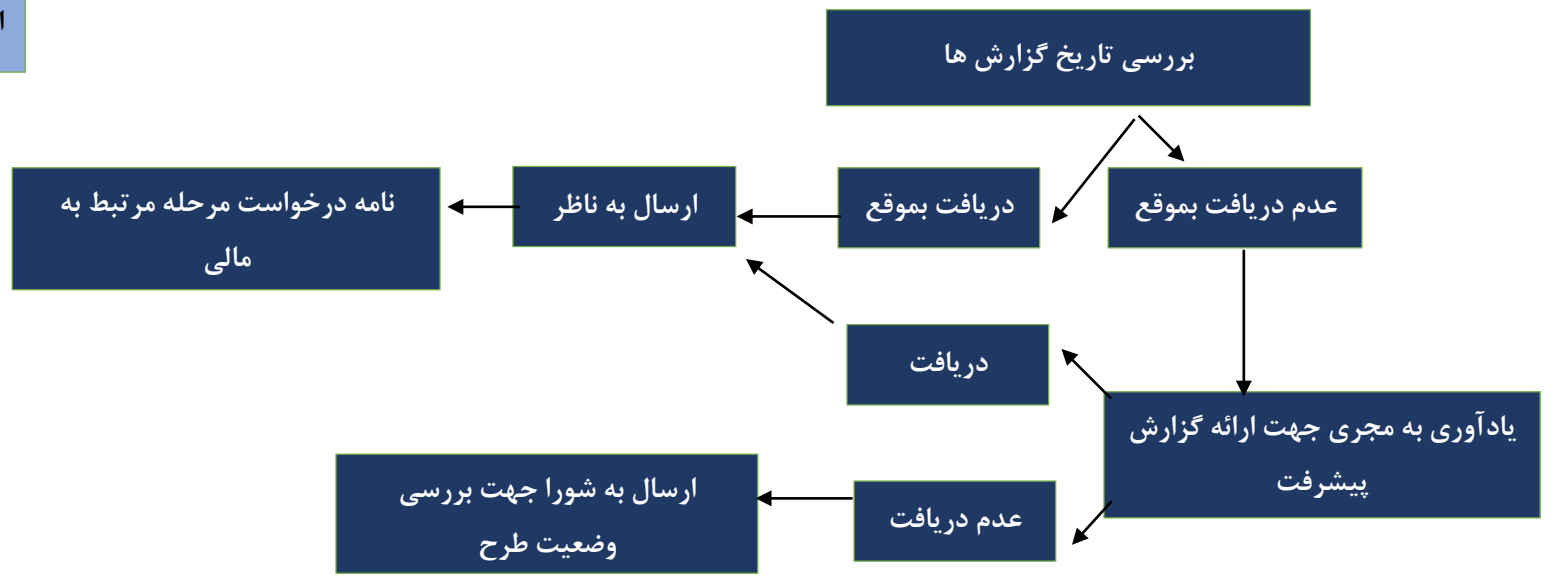 بررسی تاریخ گزارش ها
عدم دریافت بموقع
دریافت بموقع
ارسال به ناظر
نامه درخواست مرحله مرتبط به
مالی
دریافت
یادآوری به مجری جهت ارائه گزارش
پیشرفت
عدم دریافت
ارسال به شورا جهت بررسی
وضعیت طرح